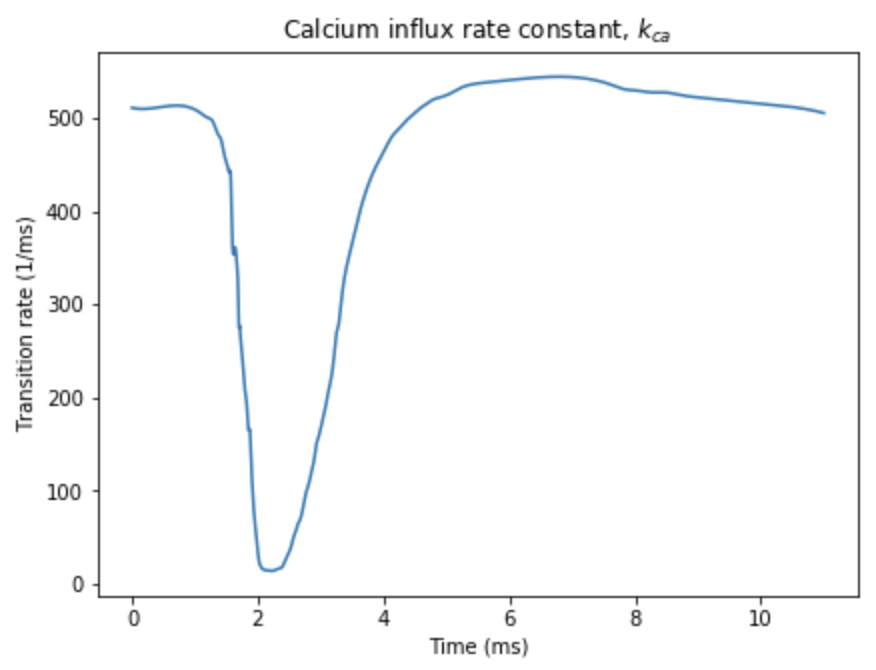 Calcium influx rate constant, k_ca
Transition rate (1/ms)
500
400
300
200
100
0
0 2 4 6 8 10
Time (ms)